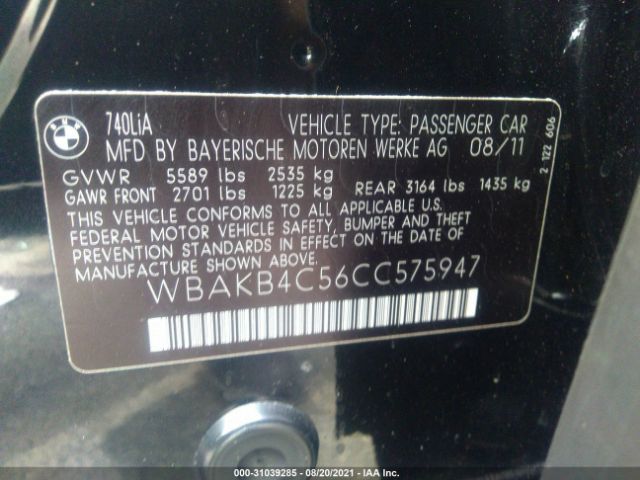 BMW
740LiA VEHICLE TYPE: PASSENGER CAR
MFD BY BAYERISCHE MOTOREN WERKE AG 08/11
GVWR 5589 lbs 2535 kg
GAWR FRONT 2701 lbs 1225 kg REAR 3164 lbs 1435 kg
THIS VEHICLE CONFORMS TO ALL APPLICABLE U.S.
FEDERAL MOTOR VEHICLE SAFETY, BUMPER AND THEFT
PREVENTION STANDARDS IN EFFECT ON THE DATE OF
MANUFACTURE SHOWN ABOVE.
WBAKB4C56CC575947
2 122 606
000-31039285 - 08/20/2021 - IAA Inc.